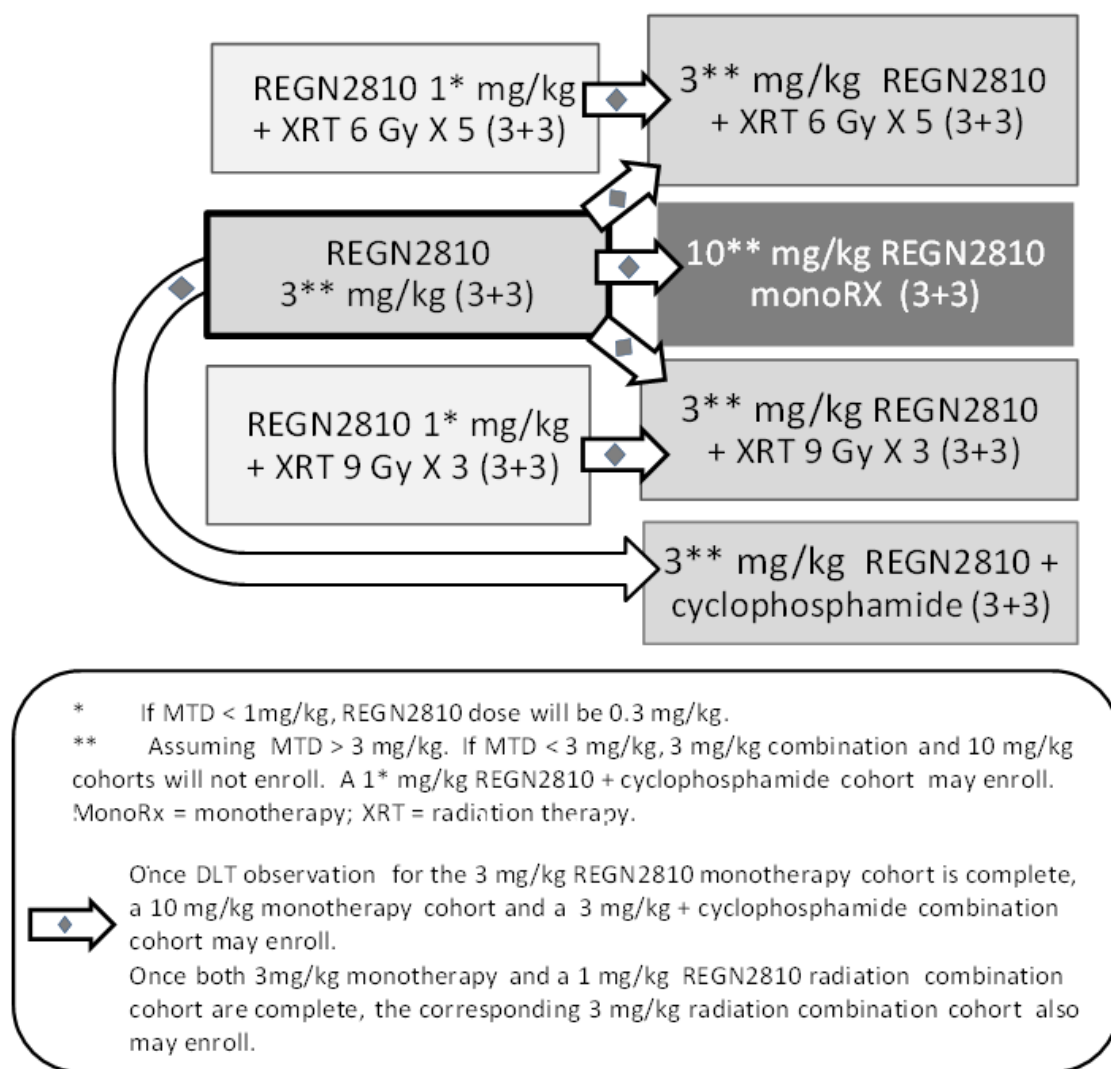 REGN2810 1* mg/kg
+ XRT 6 Gy X 5 (3+3)
3** mg/kg REGN2810
+ XRT 6 Gy X 5 (3+3)
REGN2810
3** mg/kg (3+3)
10** mg/kg REGN2810
monoRX (3+3)
REGN2810 1* mg/kg
+ XRT 9 Gy X 3 (3+3)
3** mg/kg REGN2810
+ XRT 9 Gy X 3 (3+3)
3** mg/kg REGN2810 +
cyclophosphamide (3+3)
* If MTD < 1mg/kg, REGN2810 dose will be 0.3 mg/kg.
** Assuming MTD > 3 mg/kg. If MTD < 3 mg/kg, 3 mg/kg combination and 10 mg/kg
cohorts will not enroll. A 1* mg/kg REGN2810 + cyclophosphamide cohort may enroll.
MonoRx = monotherapy; XRT = radiation therapy.
Once DLT observation for the 3 mg/kg REGN2810 monotherapy cohort is complete,
a 10 mg/kg monotherapy cohort and a 3 mg/kg + cyclophosphamide combination
cohort may enroll.
Once both 3mg/kg monotherapy and a 1 mg/kg REGN2810 radiation combination
cohort are complete, the corresponding 3 mg/kg radiation combination cohort also
may enroll.